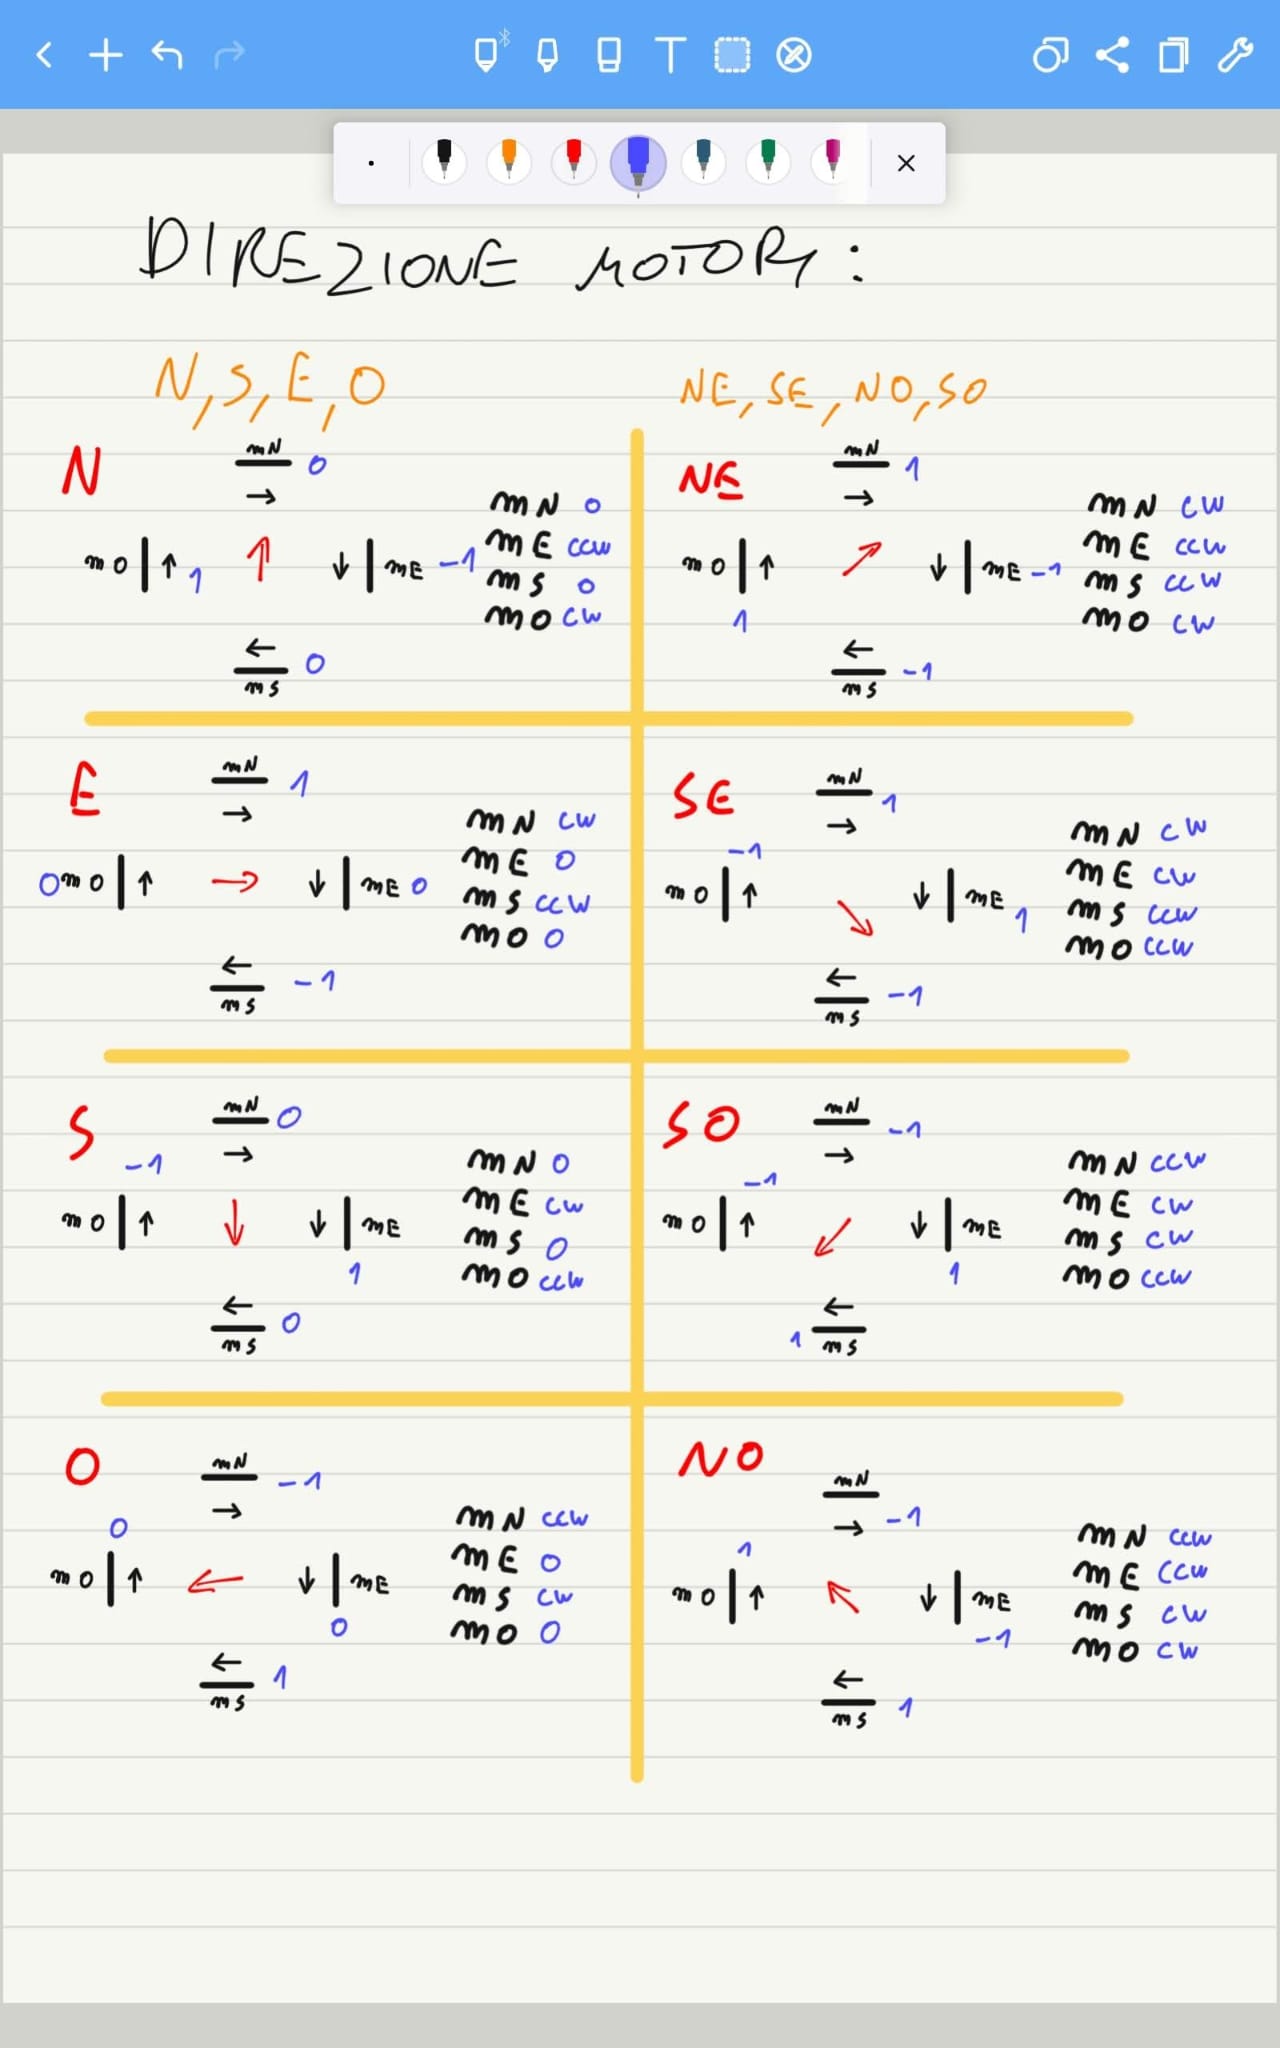 DIREZIONE MOTORI:
N, S, E, O
NE, SE, NO, SO
N
mN 0
mO 1
mE -1
mS 0
mN 0
mE ccw
mS 0
mO cw
NE
mN 1
mO 1
mE -1
mS -1
mN cw
mE ccw
mS ccw
mO cw
E
mN 1
0 mO
mE 0
mS -1
mN cw
mE 0
mS ccw
mO 0
SE
mN 1
-1
mO
mE 1
mS -1
mN cw
mE cw
mS ccw
mO ccw
S
mN 0
-1
mO
mE
1
mS 0
mN 0
mE cw
mS 0
mO ccw
SO
mN -1
-1
mO
mE
1
1 mS
mN ccw
mE cw
mS cw
mO ccw
O
mN -1
0
mO
mE
0
mS 1
mN ccw
mE 0
mS cw
mO 0
NO
mN -1
1
mO
mE
-1
mS 1
mN ccw
mE ccw
mS cw
mO cw